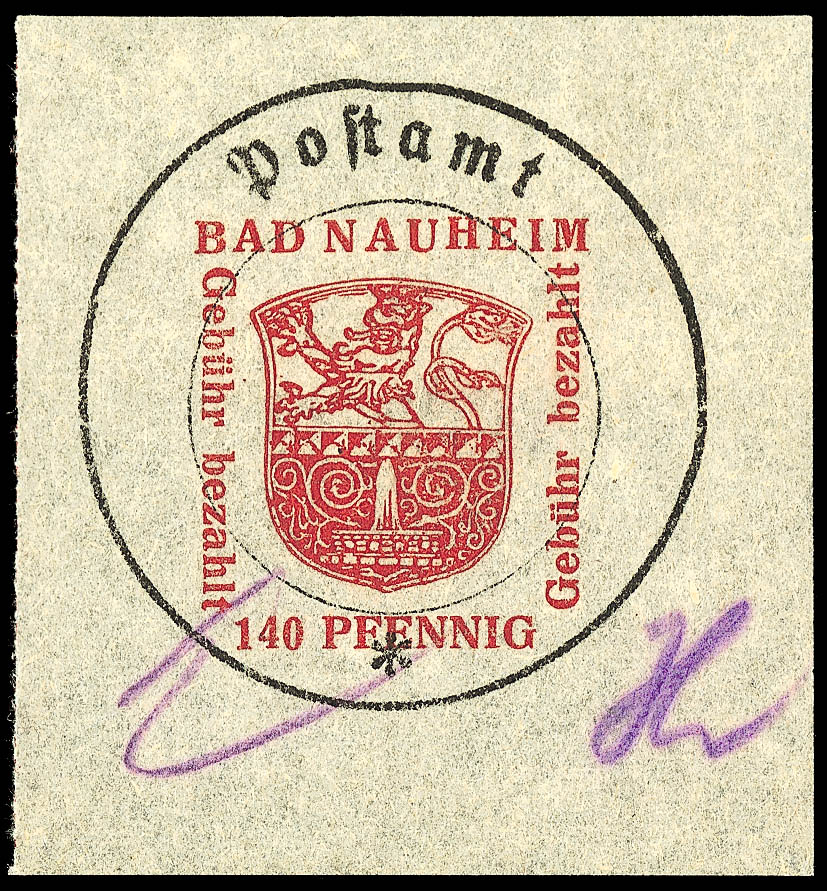 Postamt
BAD NAUHEIM
Gebühr bezahlt
Gebühr bezahlt
140 PFENNIG
*